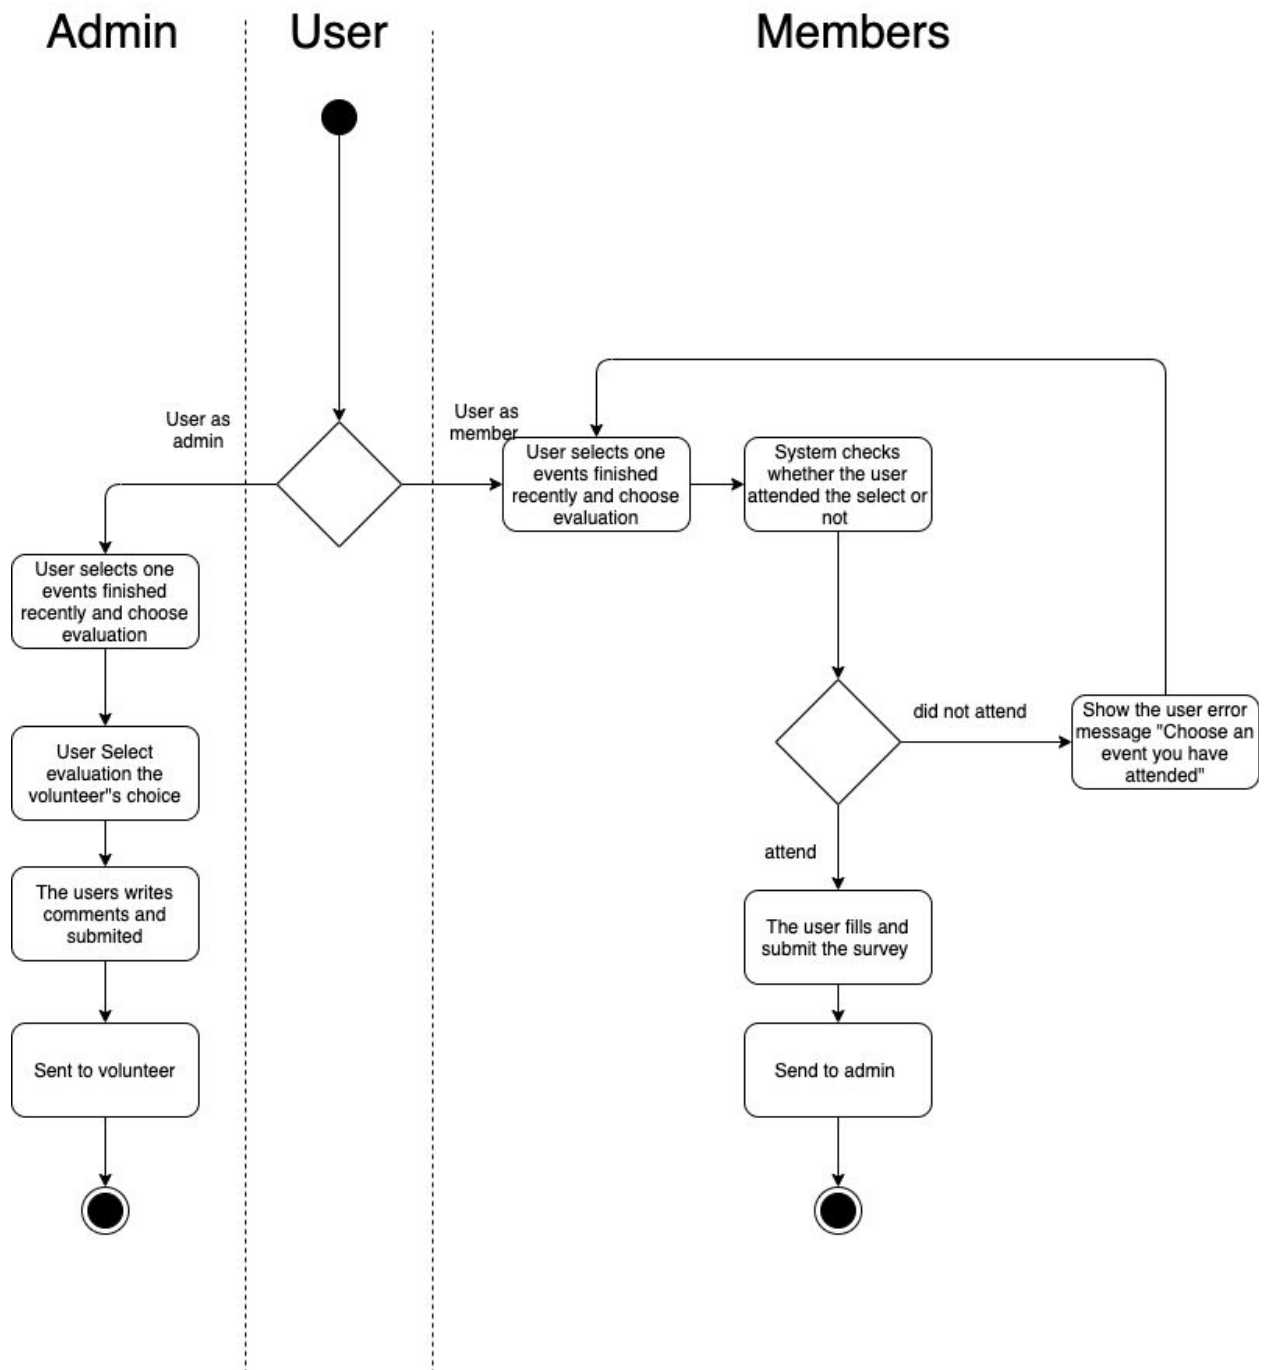 Admin
User
Members
User as
admin
User as
member
User selects one
events finished
recently and choose
evaluation
System checks
whether the user
attended the select or
not
User selects one
events finished
recently and choose
evaluation
did not attend
Show the user error
message "Choose an
event you have
attended"
User Select
evaluation the
volunteer"s choice
attend
The users writes
comments and
submited
The user fills and
submit the survey
Sent to volunteer
Send to admin